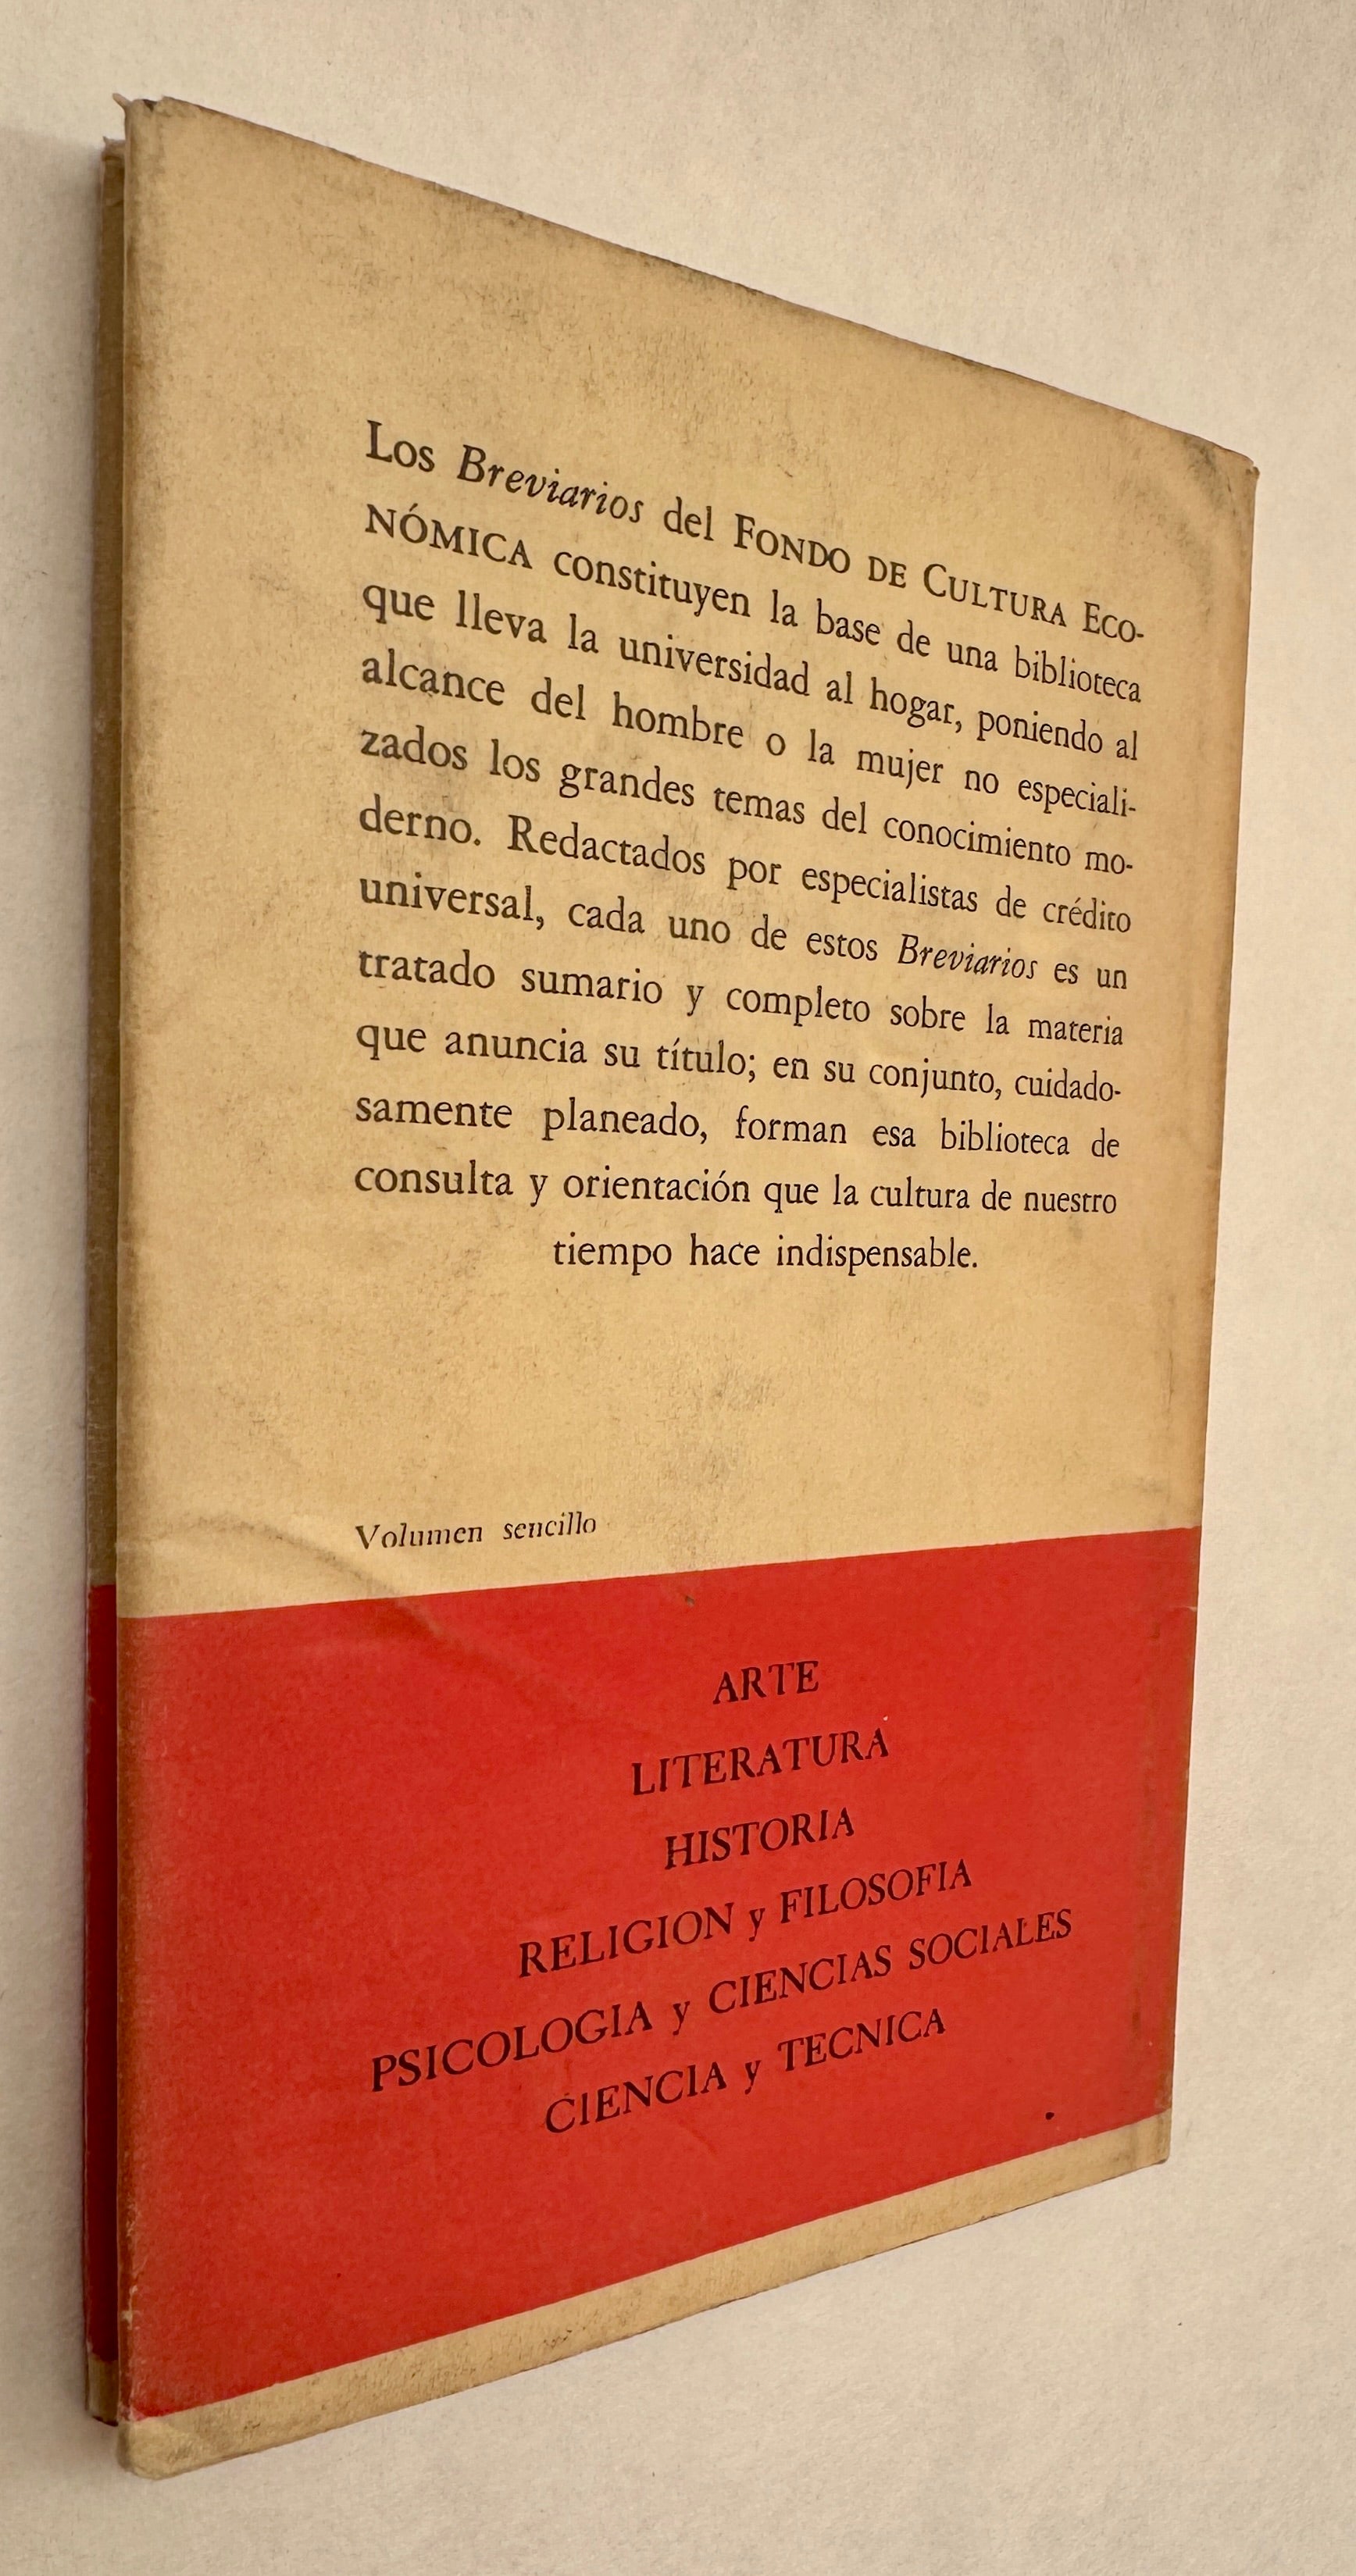 Los Breviarios del FONDO DE CULTURA ECO-
NÓMICA constituyen la base de una biblioteca
que lleva la universidad al hogar, poniendo al
alcance del hombre o la mujer no especiali-
zados los grandes temas del conocimiento mo-
derno. Redactados por especialistas de crédito
universal, cada uno de estos Breviarios es un
tratado sumario y completo sobre la materia
que anuncia su título; en su conjunto, cuidado-
samente planeado, forman esa biblioteca de
consulta y orientación que la cultura de nuestro
tiempo hace indispensable.
Volumen sencillo
ARTE
LITERATURA
HISTORIA
RELIGION y FILOSOFIA
PSICOLOGIA y CIENCIAS SOCIALES
CIENCIA y TECNICA